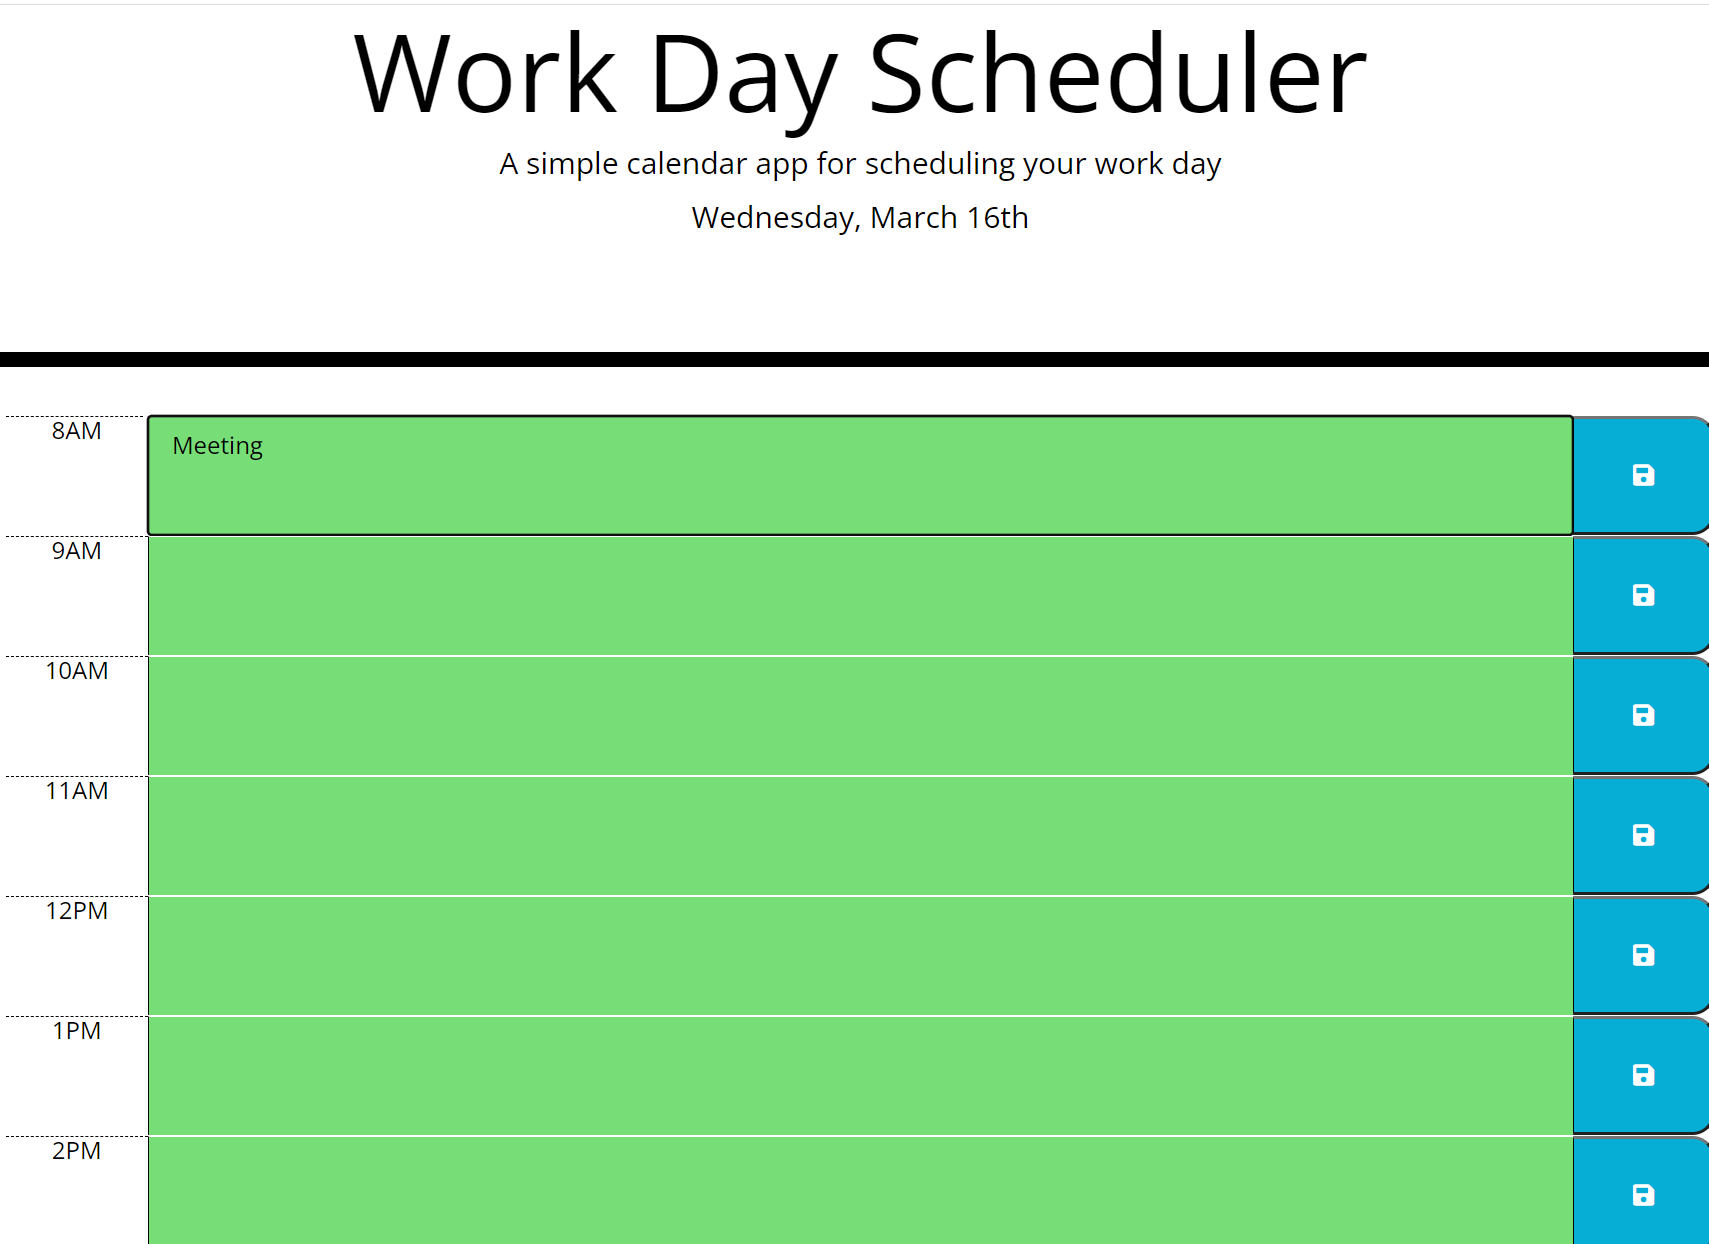 Work Day Scheduler
A simple calendar app for scheduling your work day
Wednesday, March 16th
8AM
Meeting
9AM
10AM
11AM
12PM
1PM
2PM